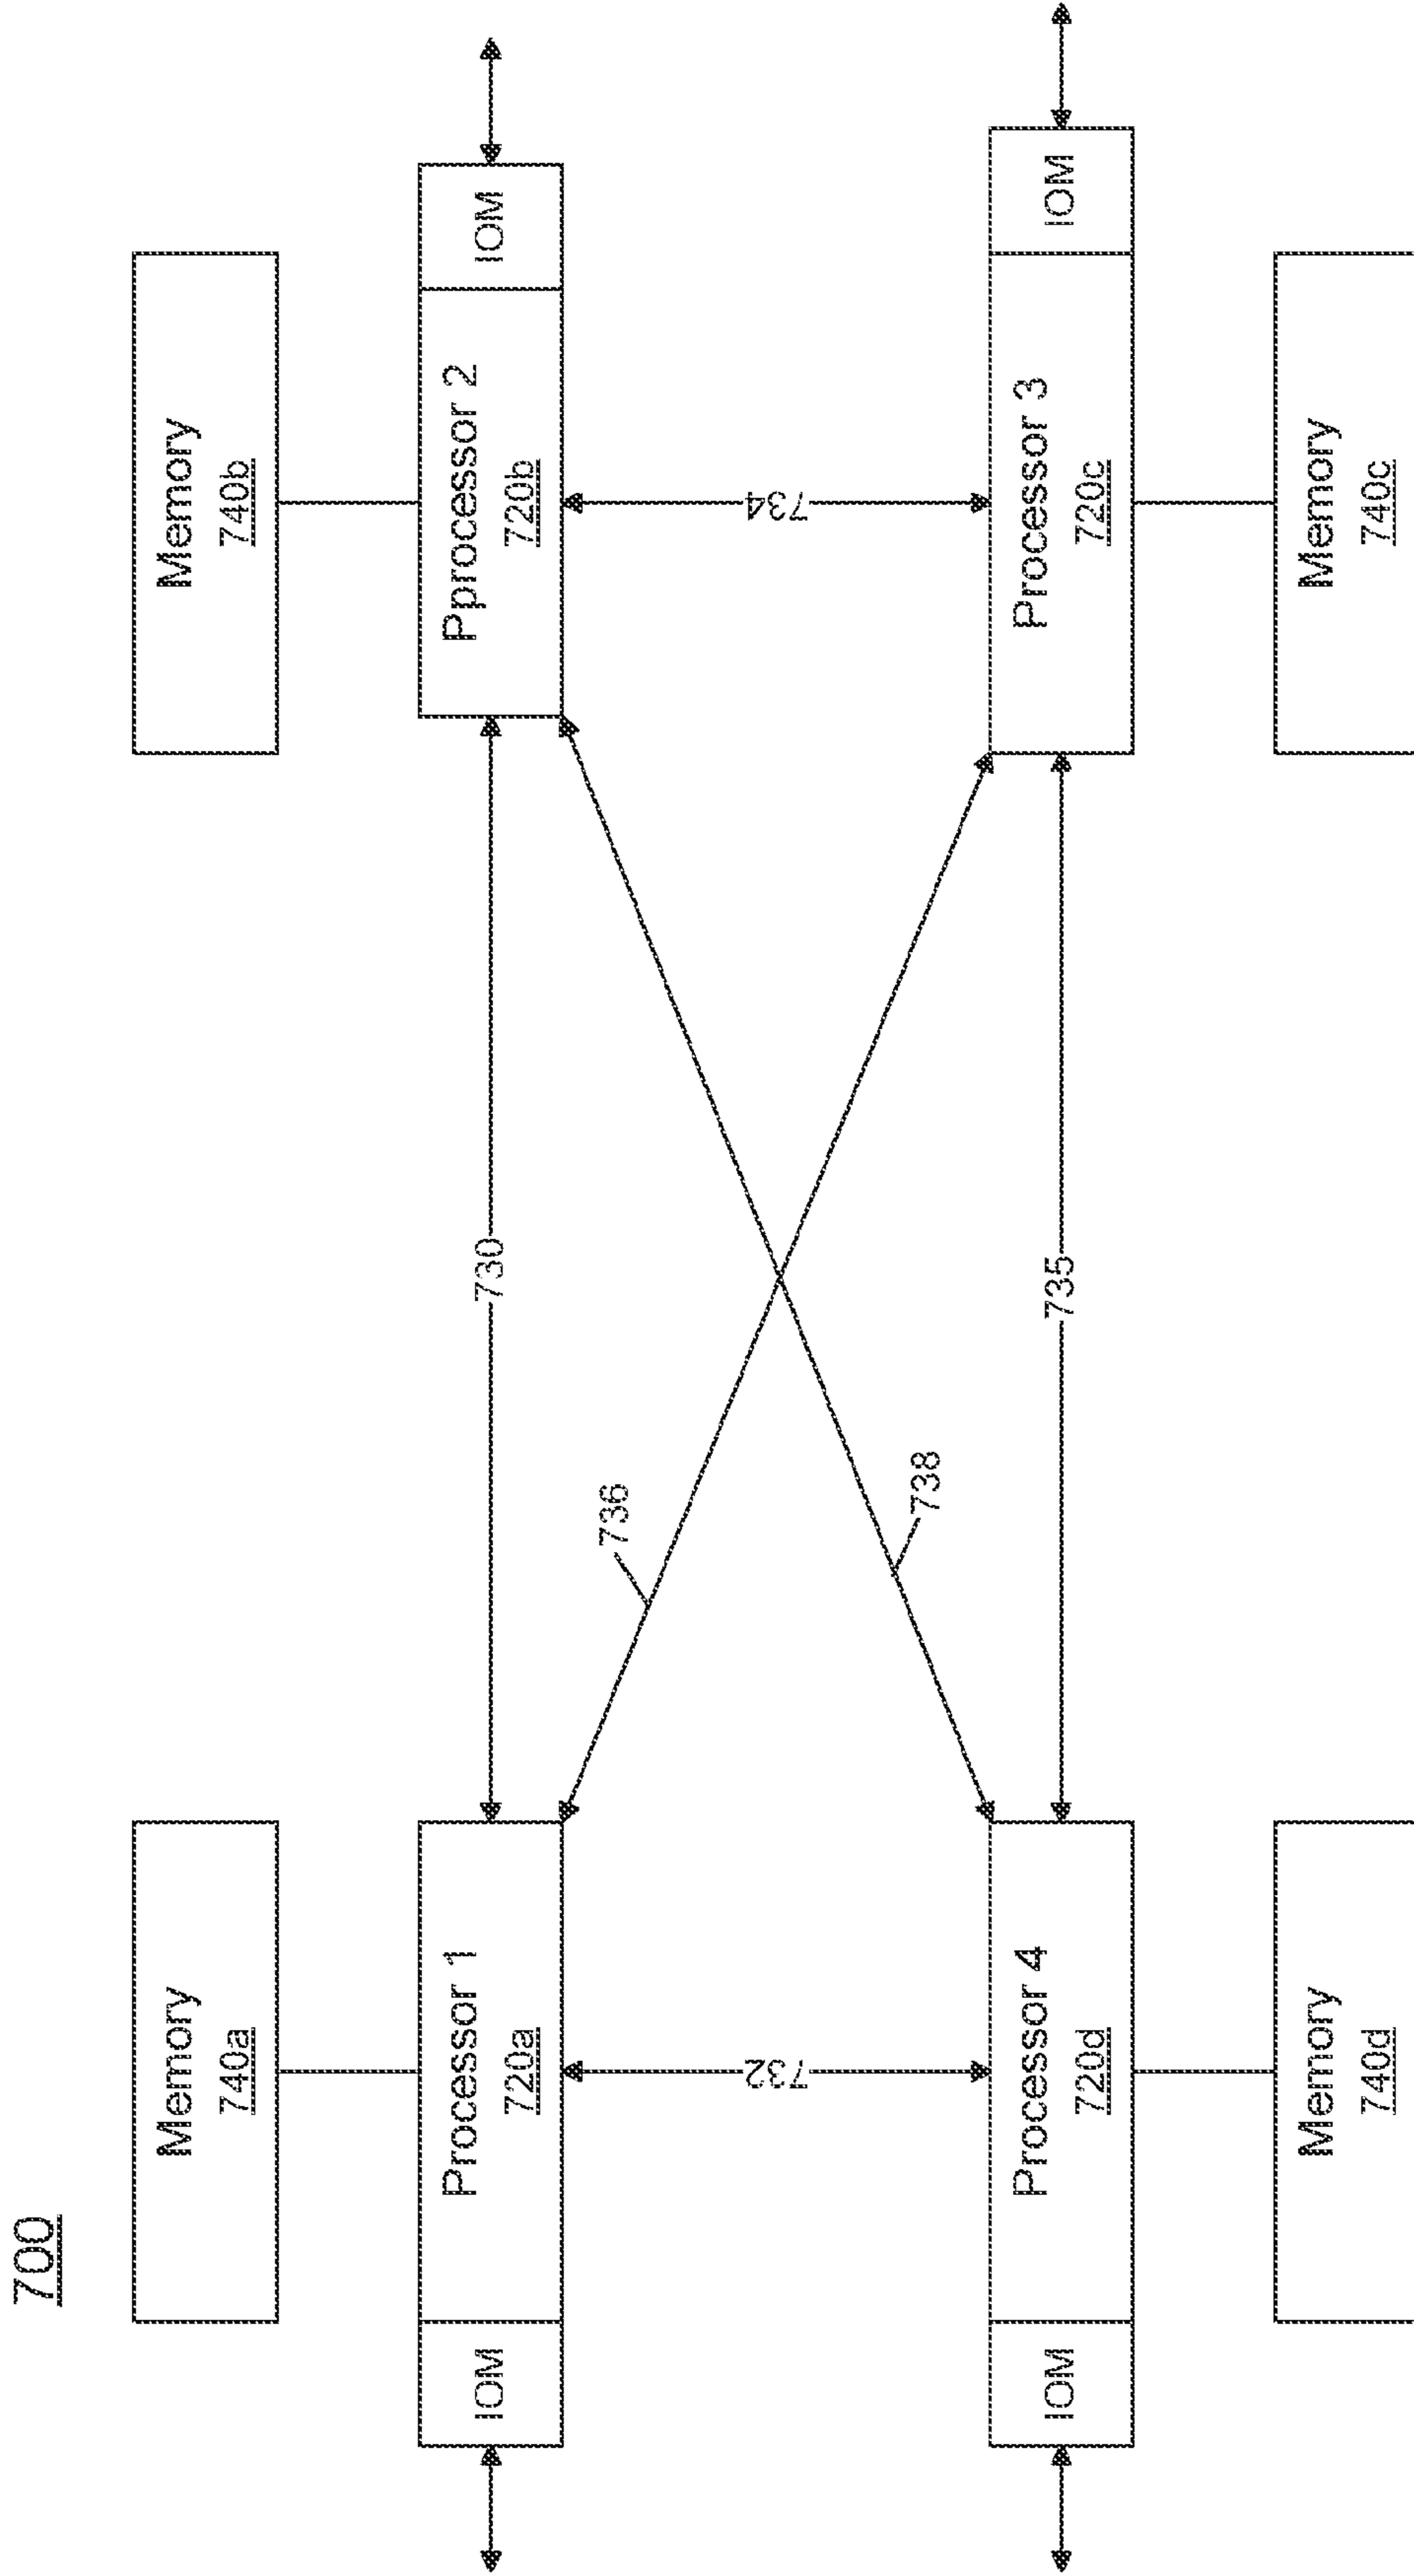 700
Memory
740a
Memory
740b
IOM
Processor 1
720a
730
Pprocessor 2
720b
IOM
736
732
734
738
IOM
Processor 4
720d
735
Processor 3
720c
IOM
Memory
740d
Memory
740c